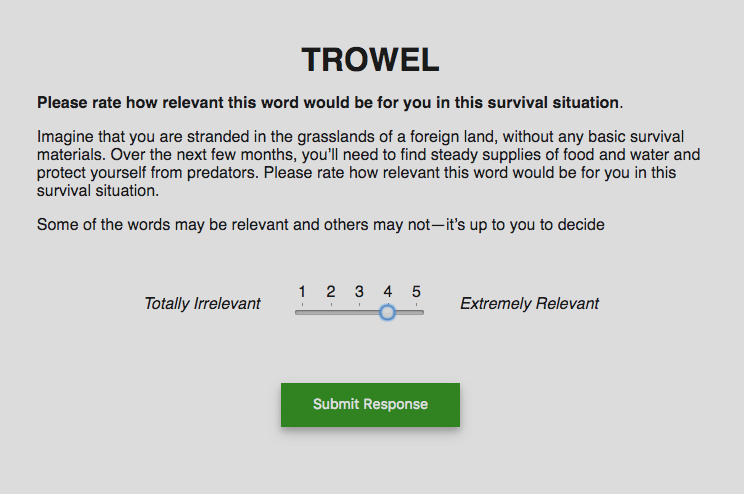 TROWEL
Please rate how relevant this word would be for you in this survival situation.
Imagine that you are stranded in the grasslands of a foreign land, without any basic survival
materials. Over the next few months, you’ll need to find steady supplies of food and water and
protect yourself from predators. Please rate how relevant this word would be for you in this
survival situation.
Some of the words may be relevant and others may not—it’s up to you to decide
1 2 3 4 5
Totally Irrelevant Extremely Relevant
Submit Response